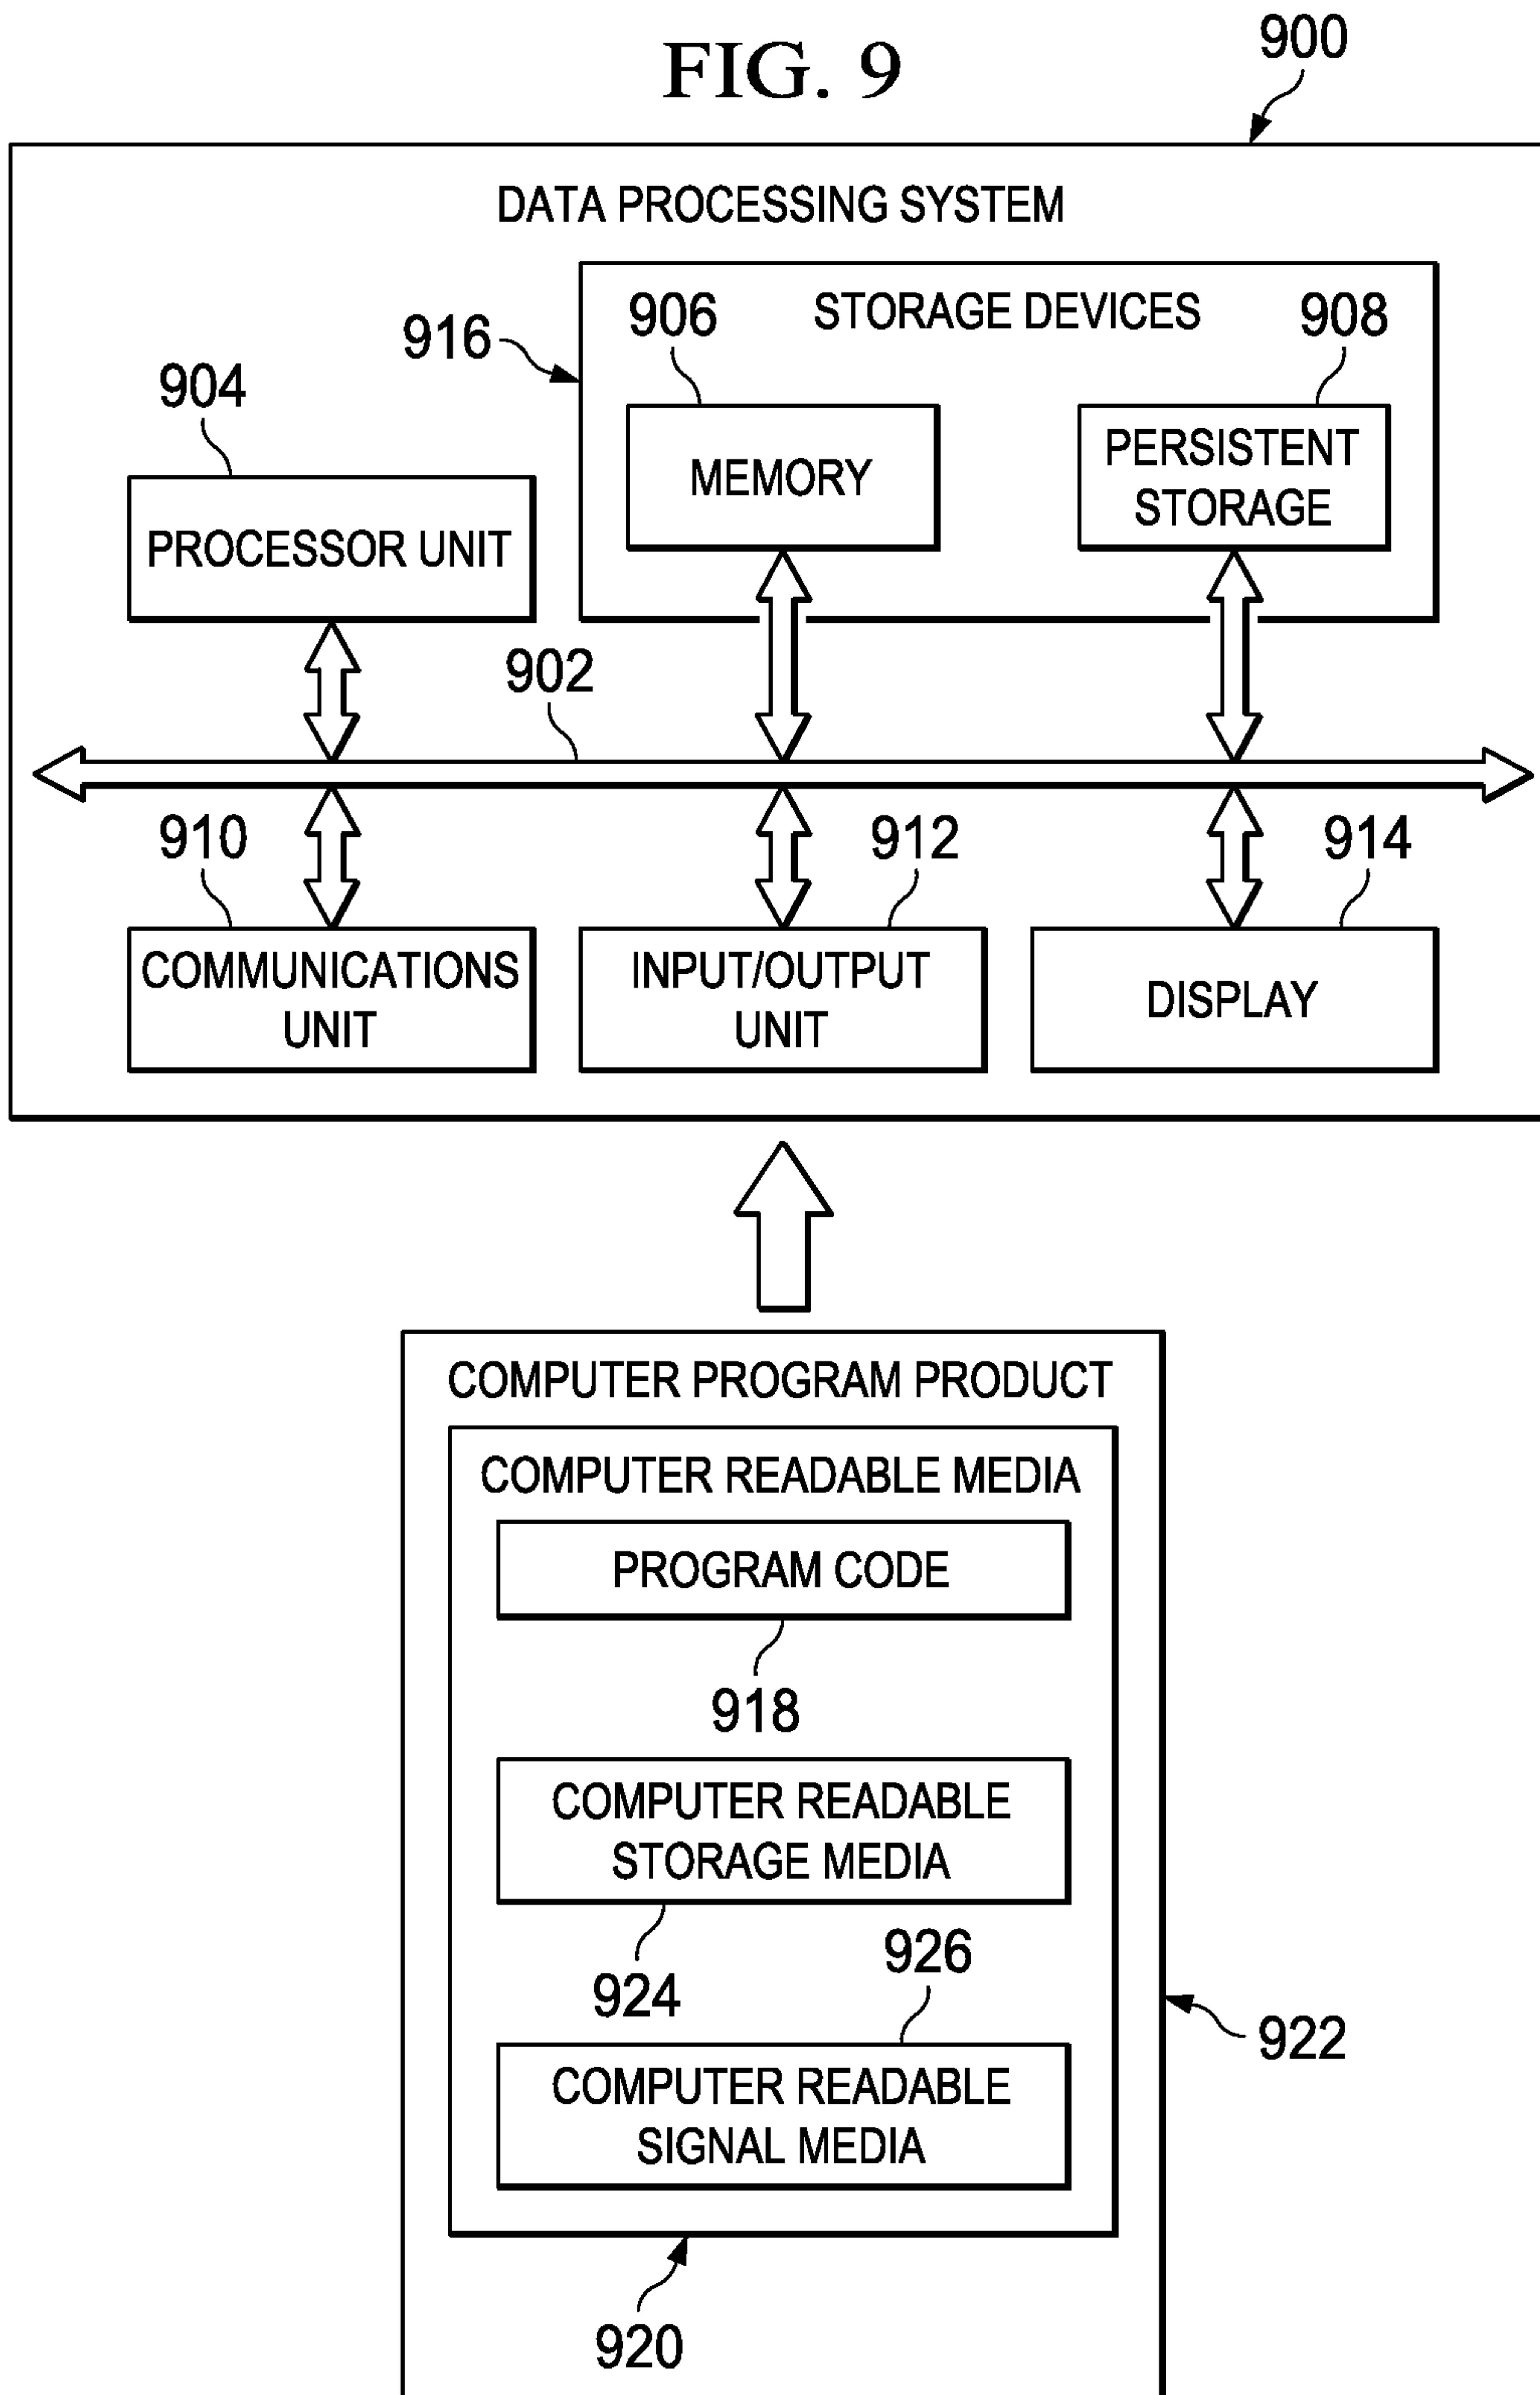 FIG. 9
900
DATA PROCESSING SYSTEM
916
906
STORAGE DEVICES
908
904
MEMORY
PERSISTENT
STORAGE
PROCESSOR UNIT
902
910
912
914
COMMUNICATIONS
UNIT
INPUT/OUTPUT
UNIT
DISPLAY
COMPUTER PROGRAM PRODUCT
COMPUTER READABLE MEDIA
PROGRAM CODE
918
COMPUTER READABLE
STORAGE MEDIA
924
926
922
COMPUTER READABLE
SIGNAL MEDIA
920